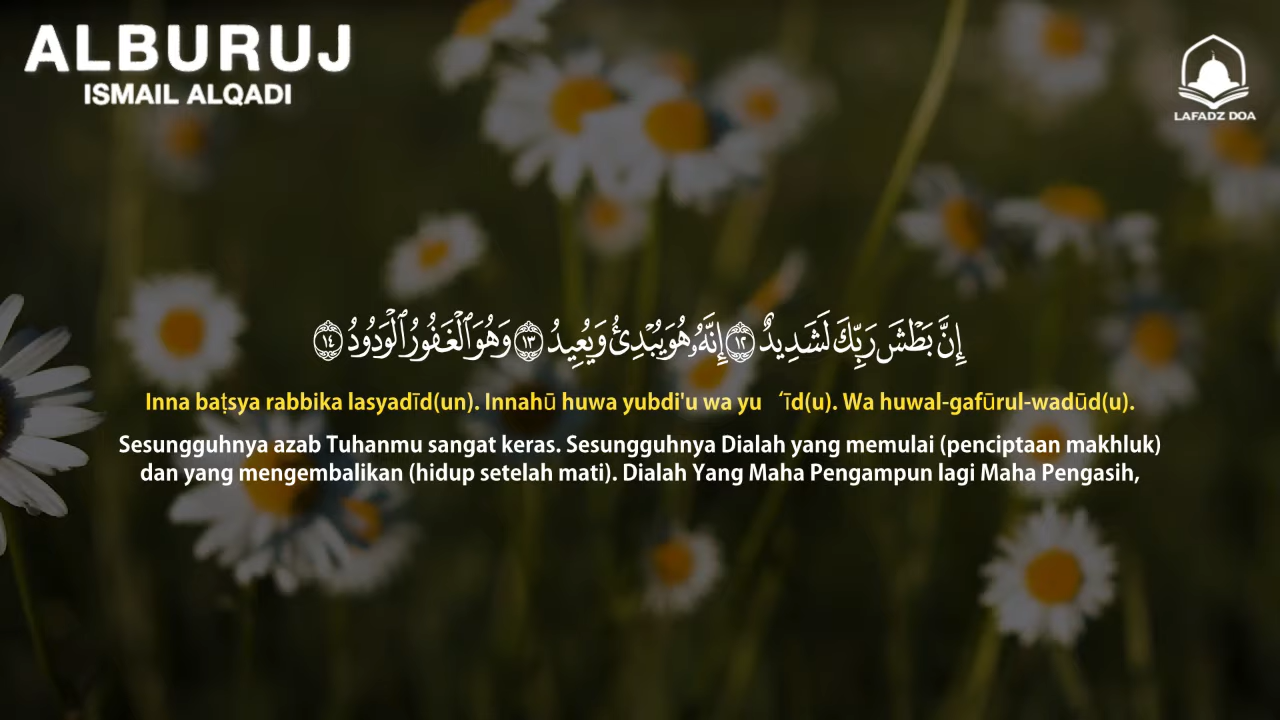 ALBURUJ
ISMAIL ALQADI
LAFADZ DOA
إِنَّ بَطْشَ رَبِّكَ لَشَدِيدٌ ۝١٢ إِنَّهُۥ هُوَ يُبْدِئُ وَيُعِيدُ ۝١٣ وَهُوَ ٱلْغَفُورُ ٱلْوَدُودُ ۝١٤
Inna baṭsya rabbika lasyadīd(un). Innahū huwa yubdi'u wa yu ‘īd(u). Wa huwal-gafūrul-wadūd(u).
Sesungguhnya azab Tuhanmu sangat keras. Sesungguhnya Dialah yang memulai (penciptaan makhluk)
dan yang mengembalikan (hidup setelah mati). Dialah Yang Maha Pengampun lagi Maha Pengasih,